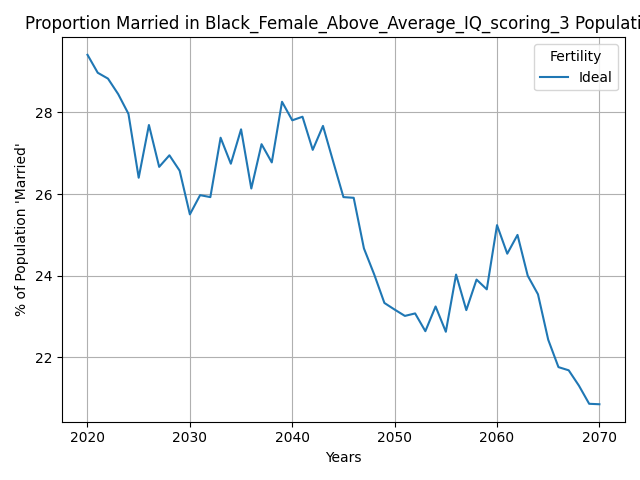 Proportion Married in Black_Female_Above_Average_IQ_scoring_3 Populati
Fertility
Ideal
% of Population 'Married'
28
26
24
22
2020 2030 2040 2050 2060 2070
Years